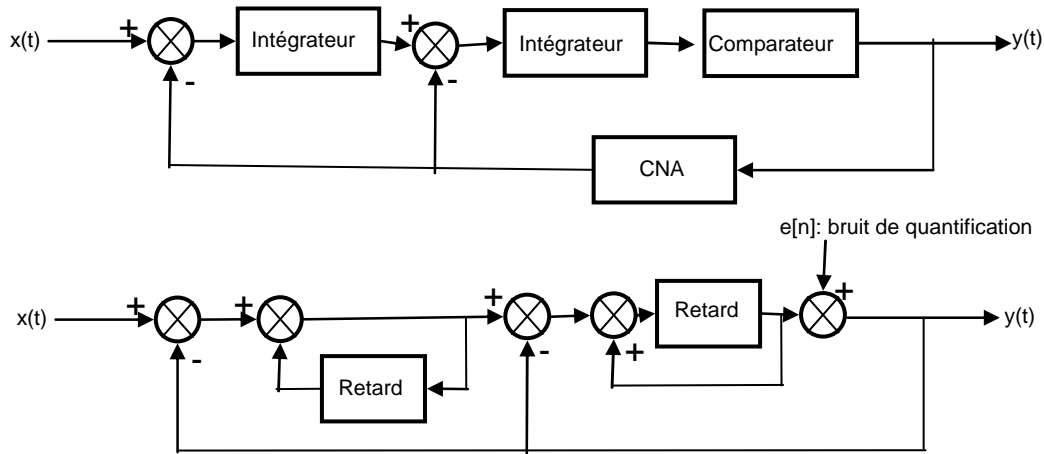 x(t)
+
-
Intégrateur
+
-
Intégrateur
Comparateur
y(t)
CNA
e[n]: bruit de quantification
x(t)
+
-
+
Retard
+
-
+
Retard
+
y(t)